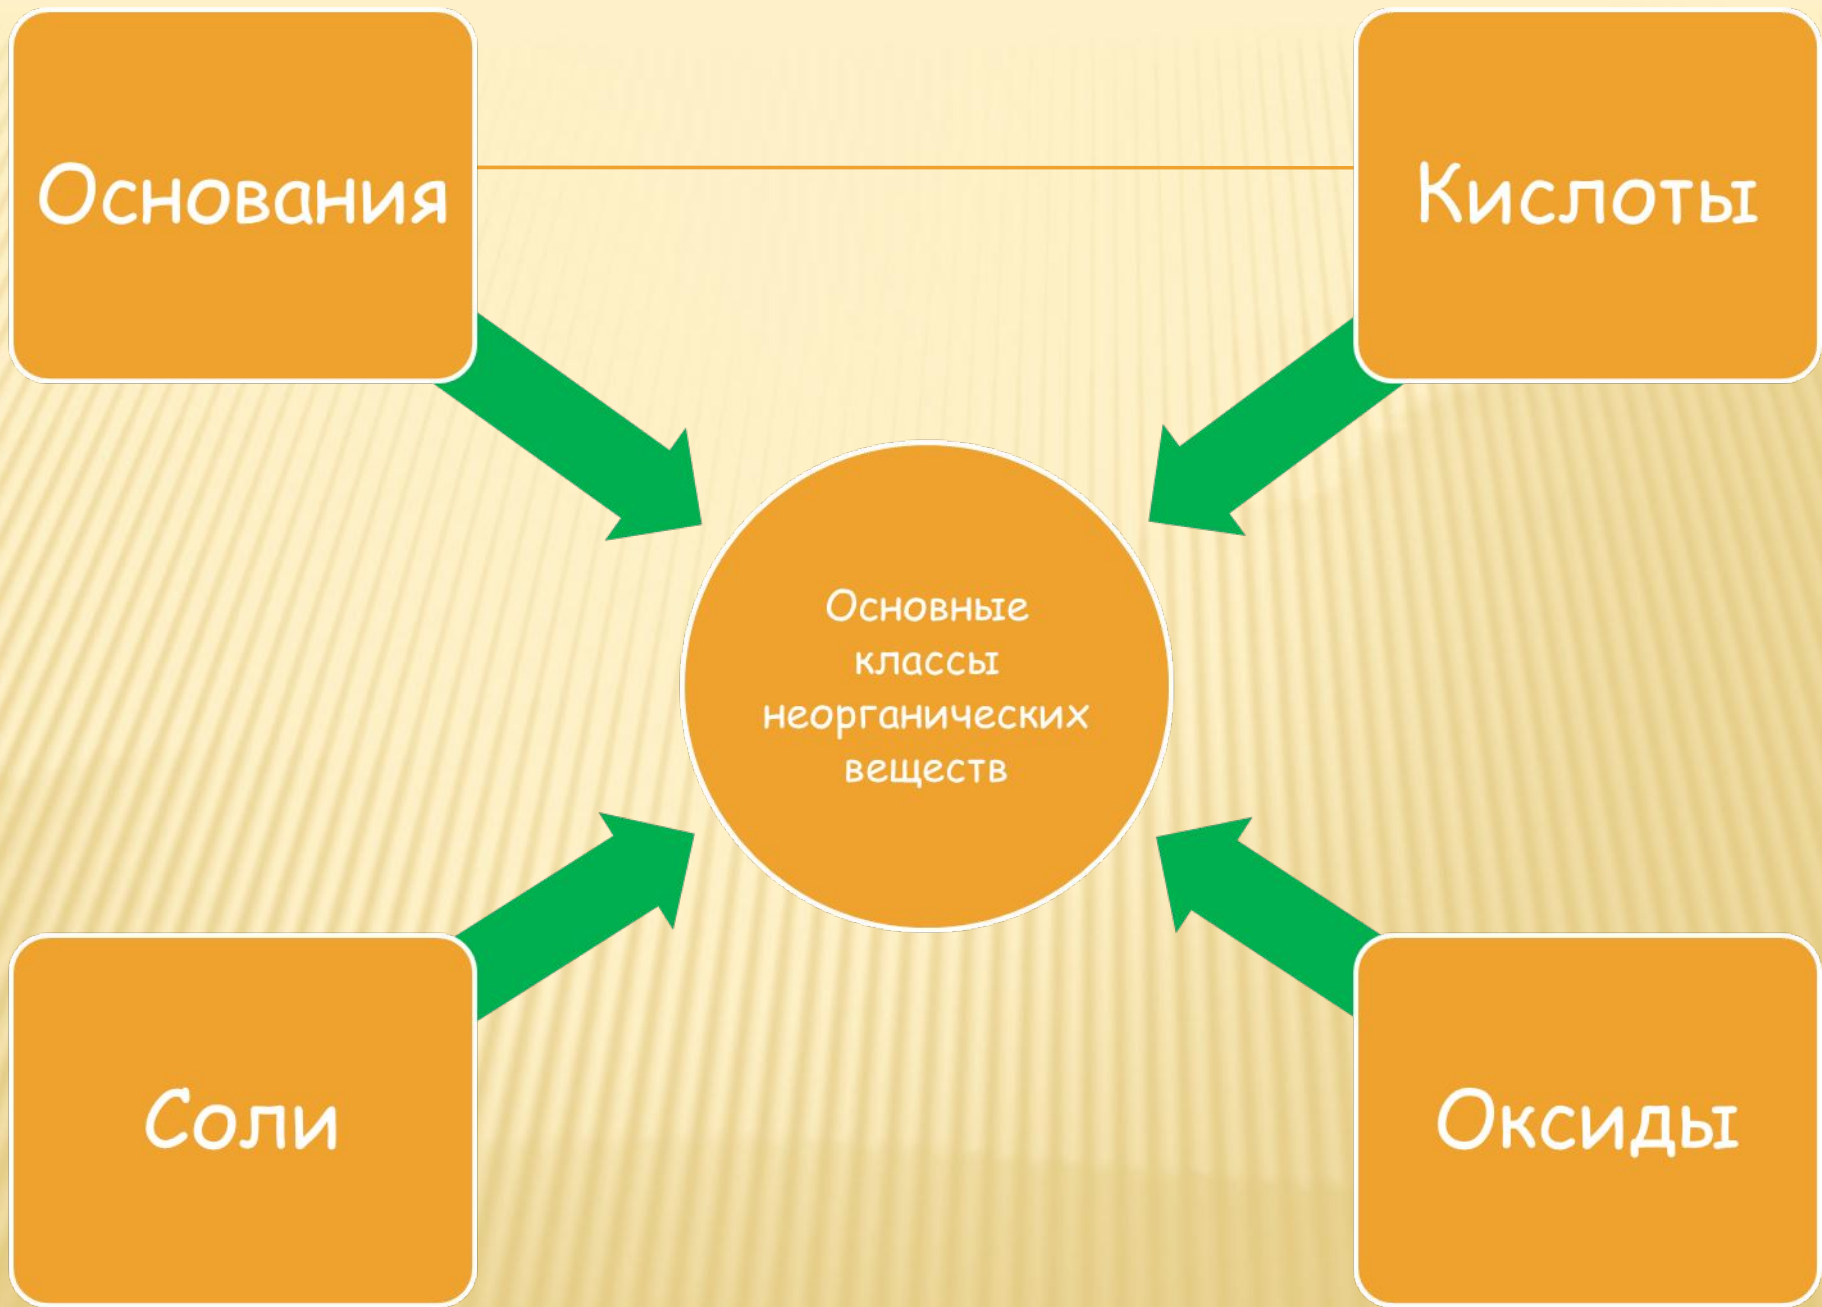 Основания
Кислоты
Основные
классы
неорганических
веществ
Соли
Оксиды